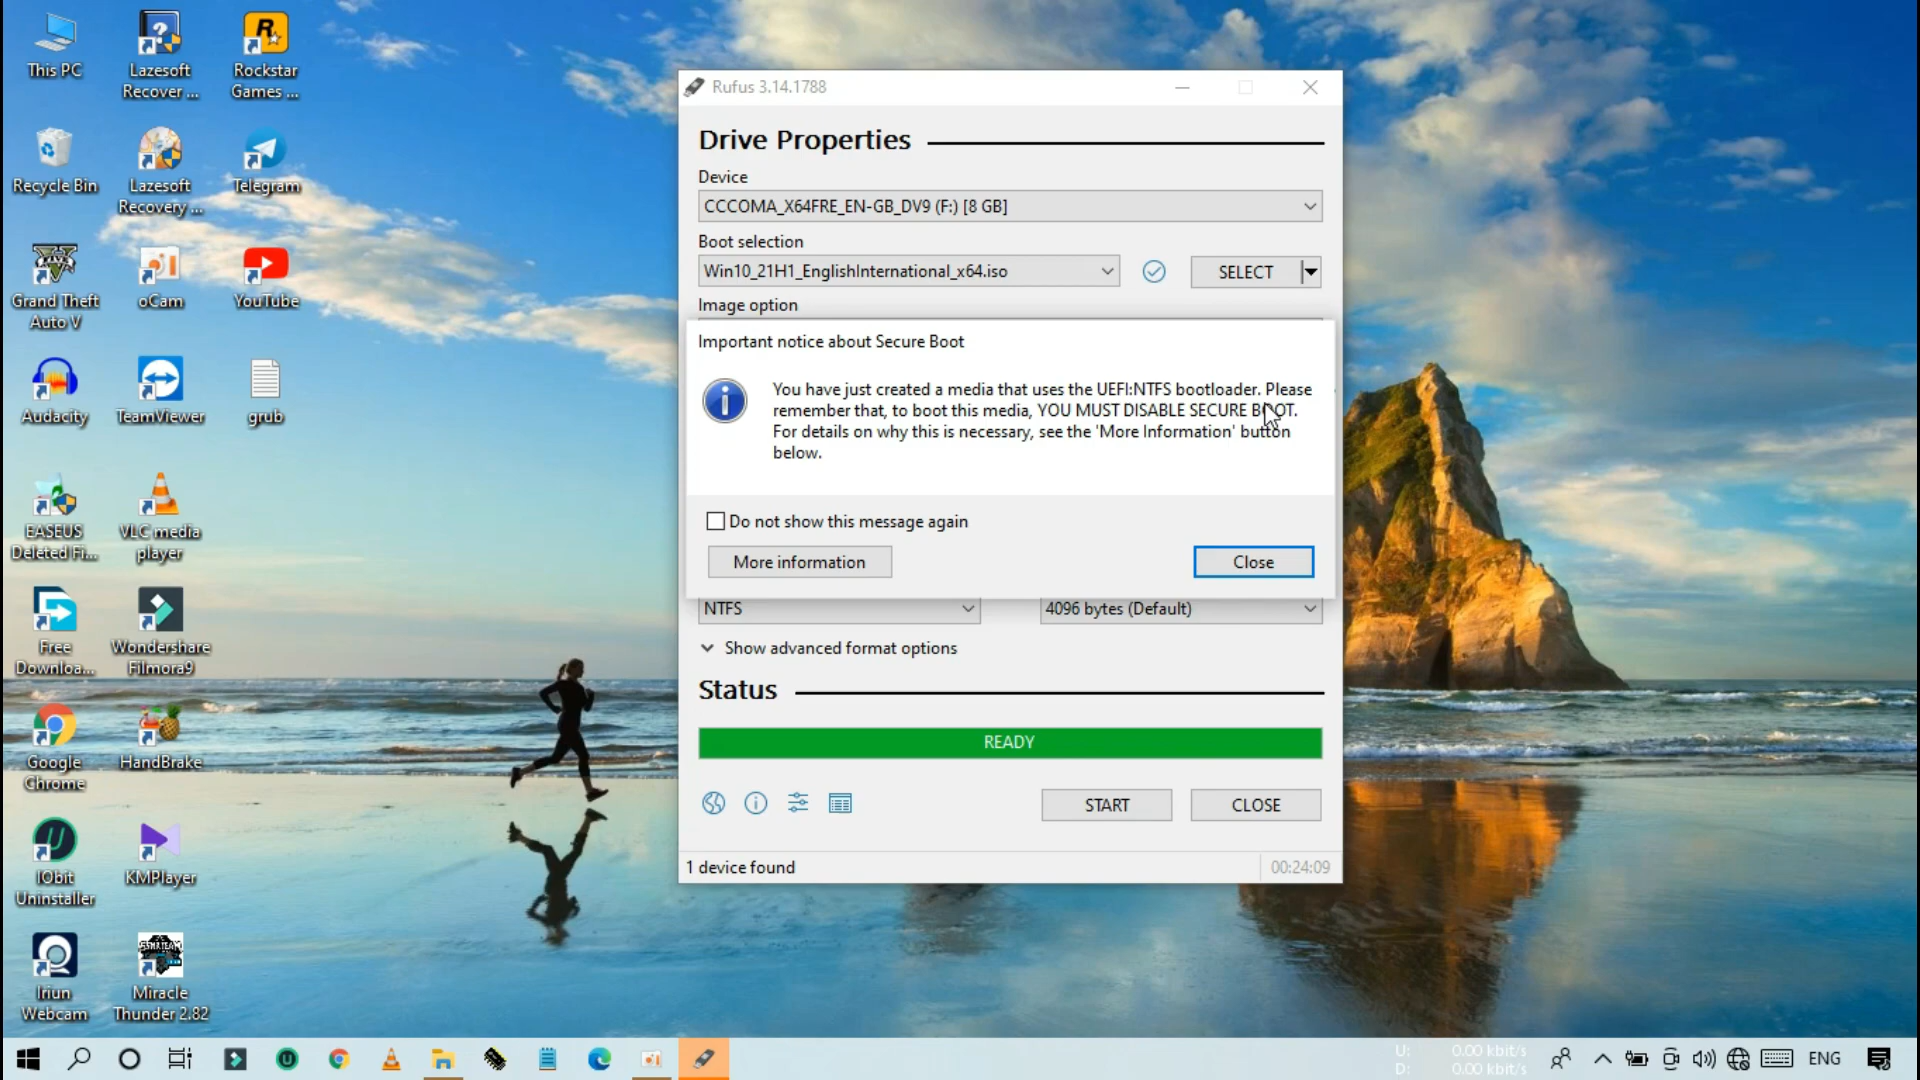 This PC
Lazesoft
Recover ...
Rockstar
Games ...
Recycle Bin
Lazesoft
Recovery ...
Telegram
Grand Theft
Auto V
oCam
YouTube
Audacity
TeamViewer
grub
EASEUS
Deleted Fi...
VLC media
player
Free
Downloa...
Wondershare
Filmora9
Google
Chrome
HandBrake
IObit
Uninstaller
KMPlayer
Iriun
Webcam
Miracle
Thunder 2.82
Rufus 3.14.1788
Drive Properties
Device
CCCOMA_X64FRE_EN-GB_DV9 (F:) [8 GB]
Boot selection
Win10_21H1_EnglishInternational_x64.iso
SELECT
Image option
Important notice about Secure Boot
You have just created a media that uses the UEFI:NTFS bootloader. Please
remember that, to boot this media, YOU MUST DISABLE SECURE BOOT.
For details on why this is necessary, see the 'More Information' button
below.
Do not show this message again
More information
Close
NTFS
4096 bytes (Default)
Show advanced format options
Status
READY
START
CLOSE
1 device found
00:24:09
U: 0.00 kbit/s
D: 0.00 kbit/s
ENG